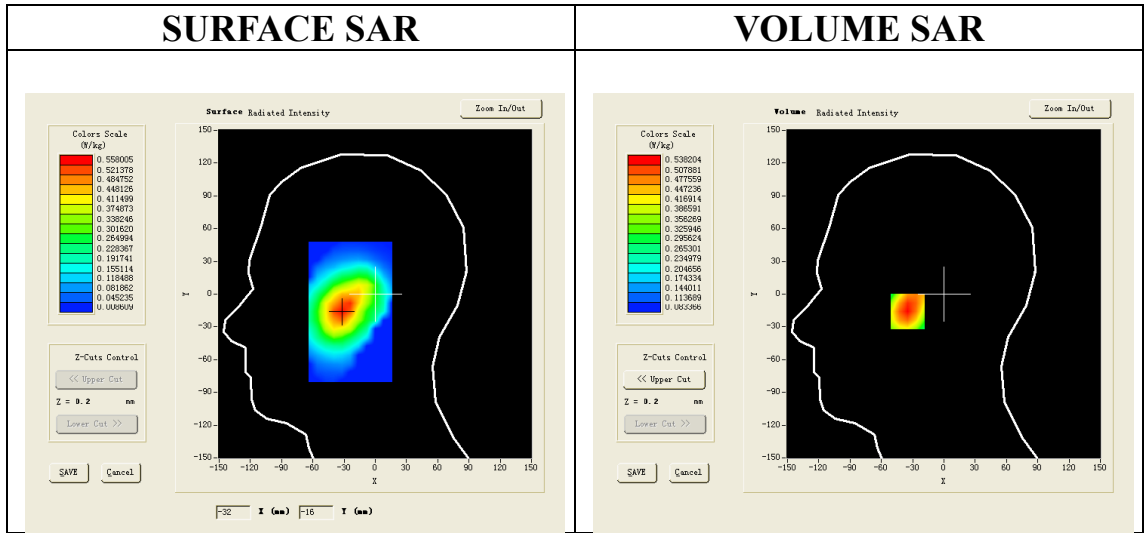 SURFACE SAR
VOLUME SAR
Surface Radiated Intensity
Zoom In/Out
Colors Scale
(W/kg)
0.558005
0.521378
0.484752
0.448126
0.411499
0.374873
0.338246
0.301620
0.264994
0.228367
0.191741
0.155114
0.118488
0.081862
0.045235
0.008609
150
120
90
60
30
0
-30
-60
-90
-120
-150
Y
-150 -120 -90 -60 -30 0 30 60 90 120 150
X
Z-Cuts Control
<< Upper Cut
Z = 0.2 mm
Lower Cut >>
SAVE Cancel
-32 X (mm) -16 Y (mm)
Volume Radiated Intensity
Zoom In/Out
Colors Scale
(W/kg)
0.538204
0.507881
0.477559
0.447236
0.416914
0.386591
0.356269
0.325946
0.295624
0.265301
0.234979
0.204656
0.174334
0.144011
0.113689
0.083366
150
120
90
60
30
0
-30
-60
-90
-120
-150
Y
-150 -120 -90 -60 -30 0 30 60 90 120 150
X
Z-Cuts Control
<< Upper Cut
Z = 0.2 mm
Lower Cut >>
SAVE Cancel